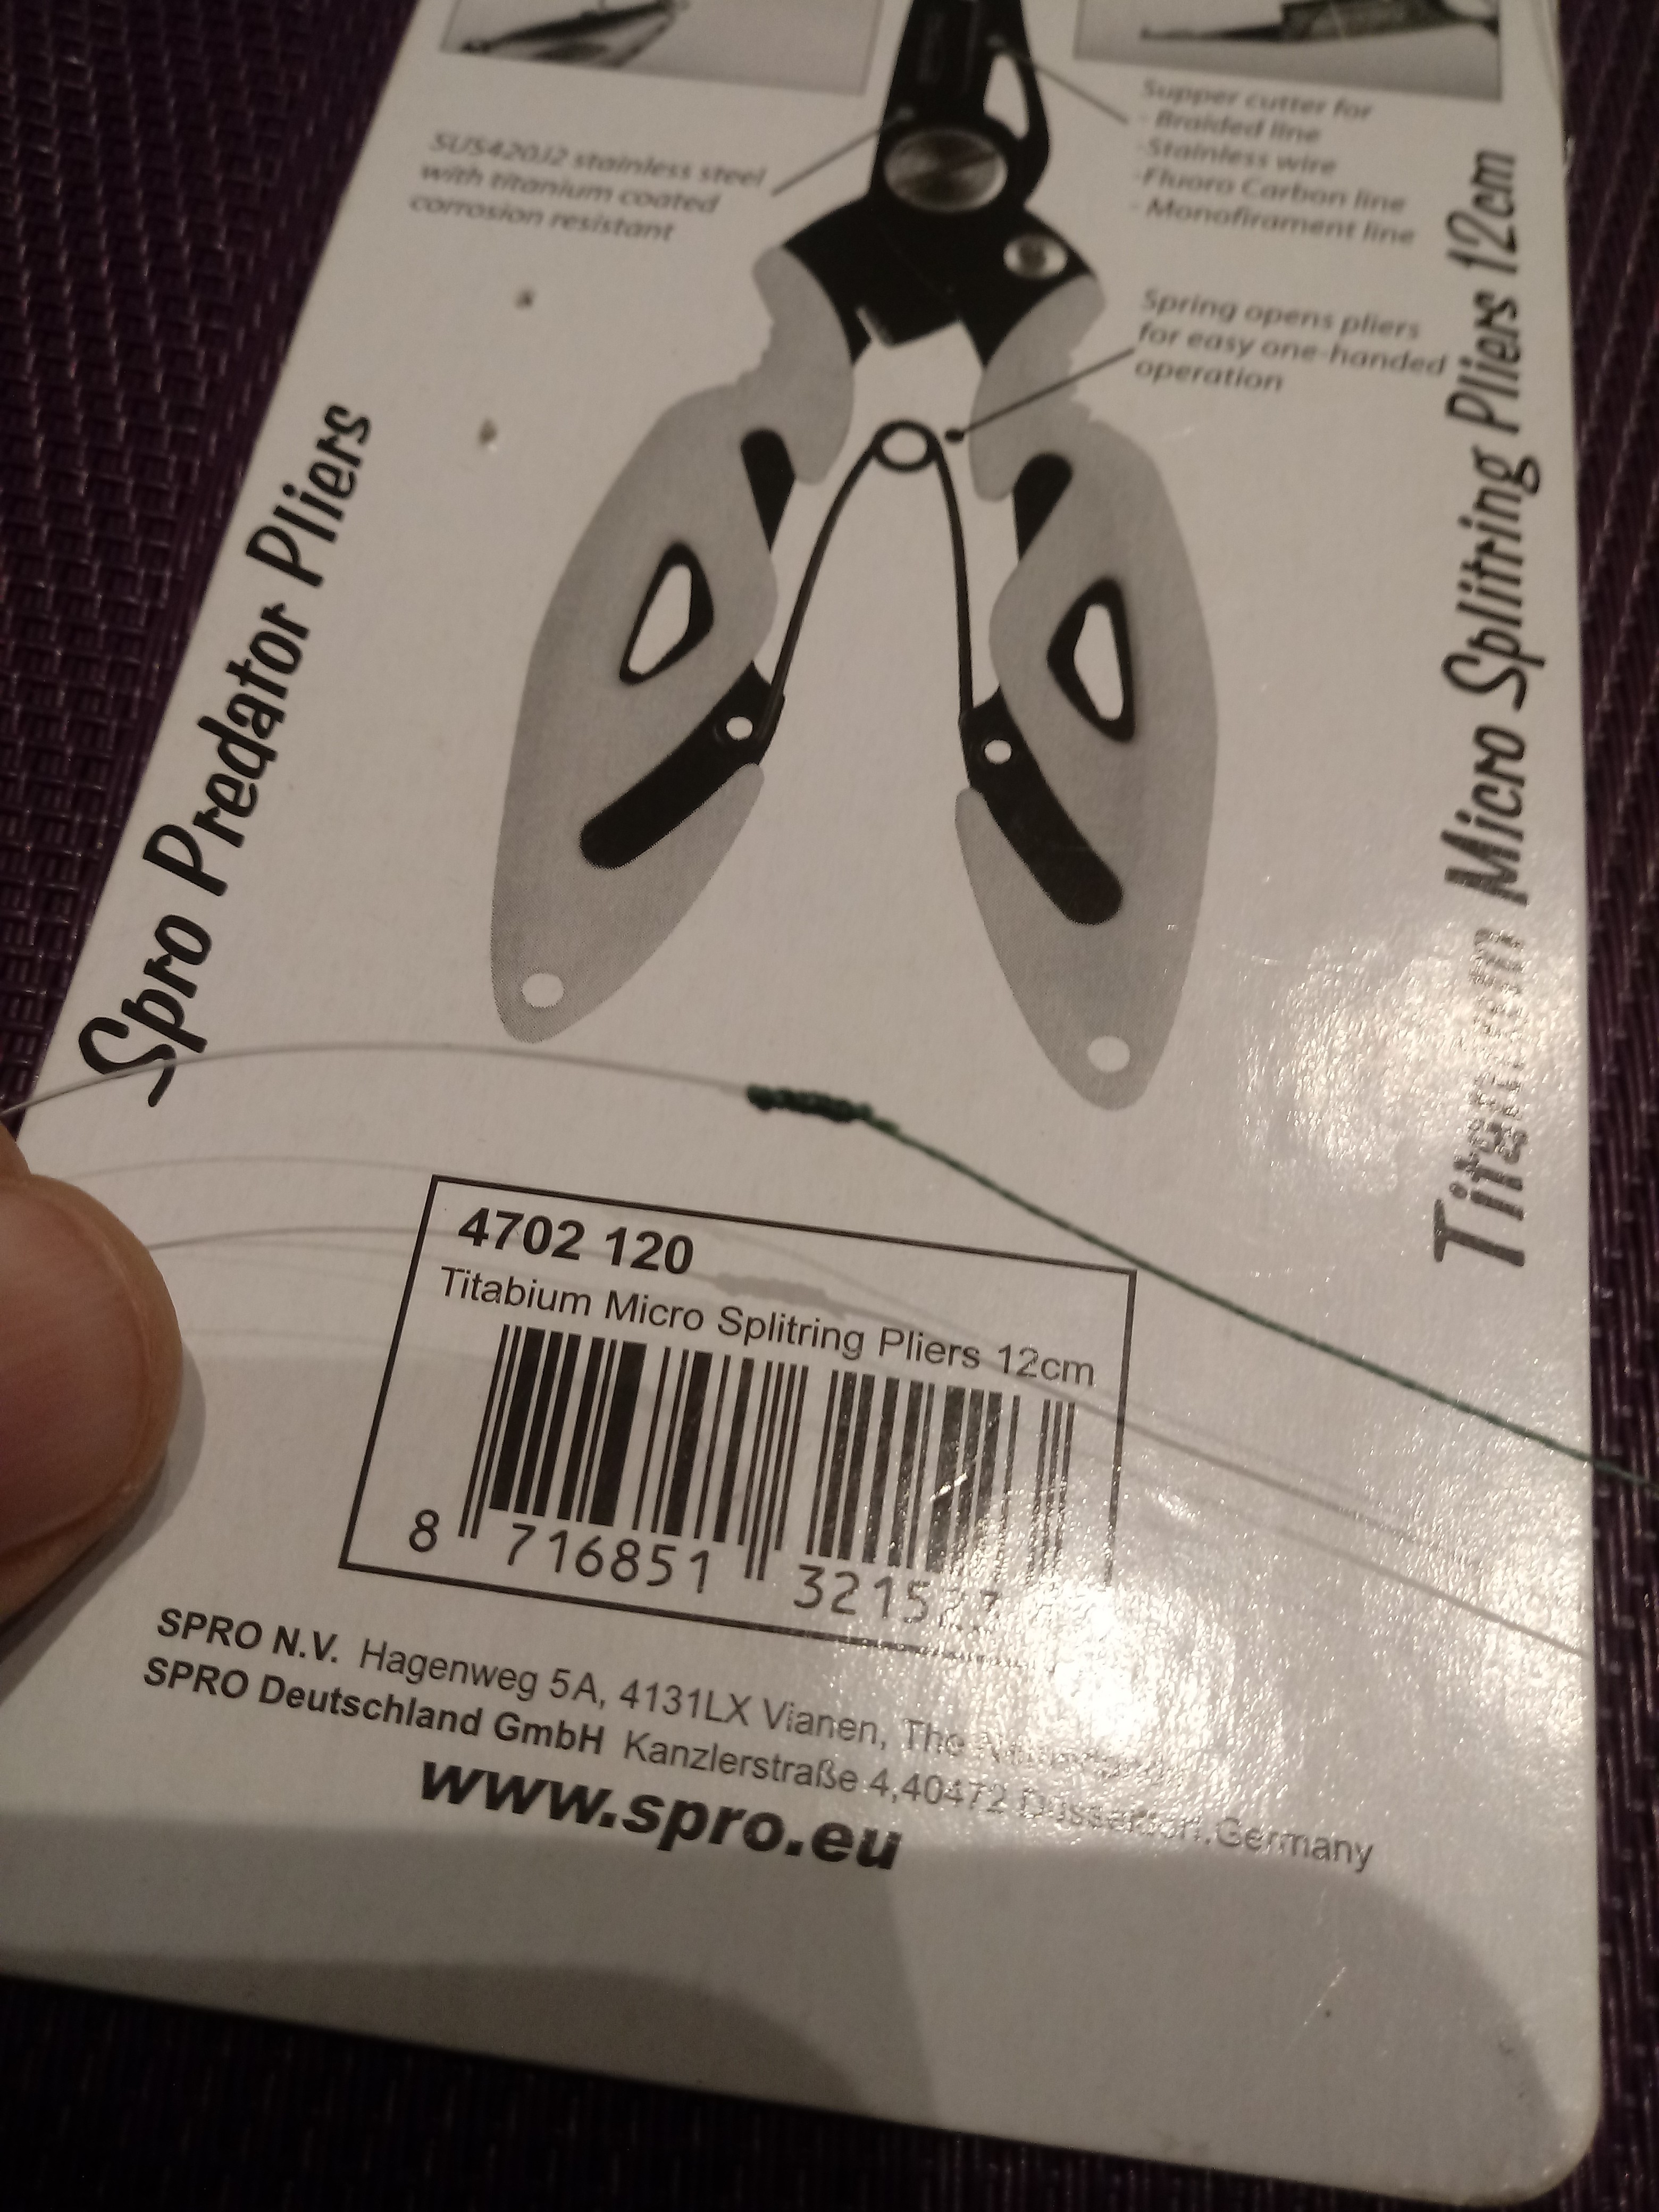 SUS420J2 stainless steel
with titanium coated
corrosion resistant
Supper cutter for
- Braided line
-Stainless wire
-Fluoro Carbon line
- Monofirament line
Spring opens pliers
for easy one-handed
operation
Spro Predator Pliers
Titanium Micro Splitring Pliers 12cm
4702 120
Titabium Micro Splitring Pliers 12cm
8 716851
SPRO N.V. Hagenweg 5A, 4131LX Vianen, The
SPRO Deutschland GmbH Kanzlerstraße 4,40472 Düsseldorf.Germany
www.spro.eu